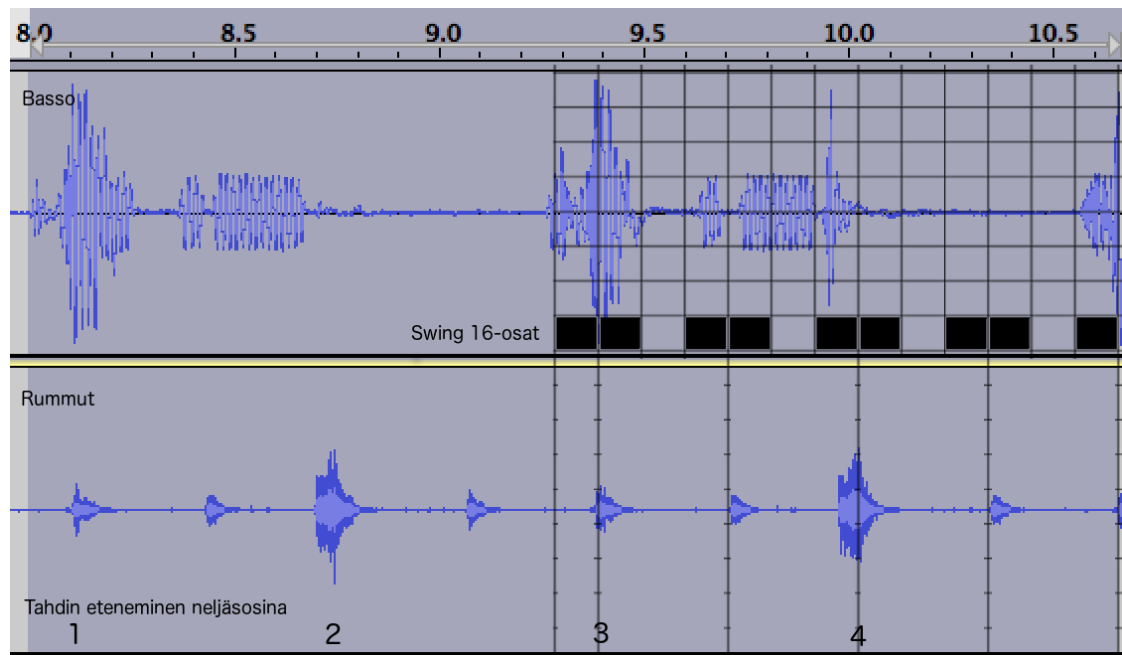 8.0 8.5 9.0 9.5 10.0 10.5
Basso
Swing 16-osat
Rummut
Tahdin eteneminen neljäsosina
1 2 3 4